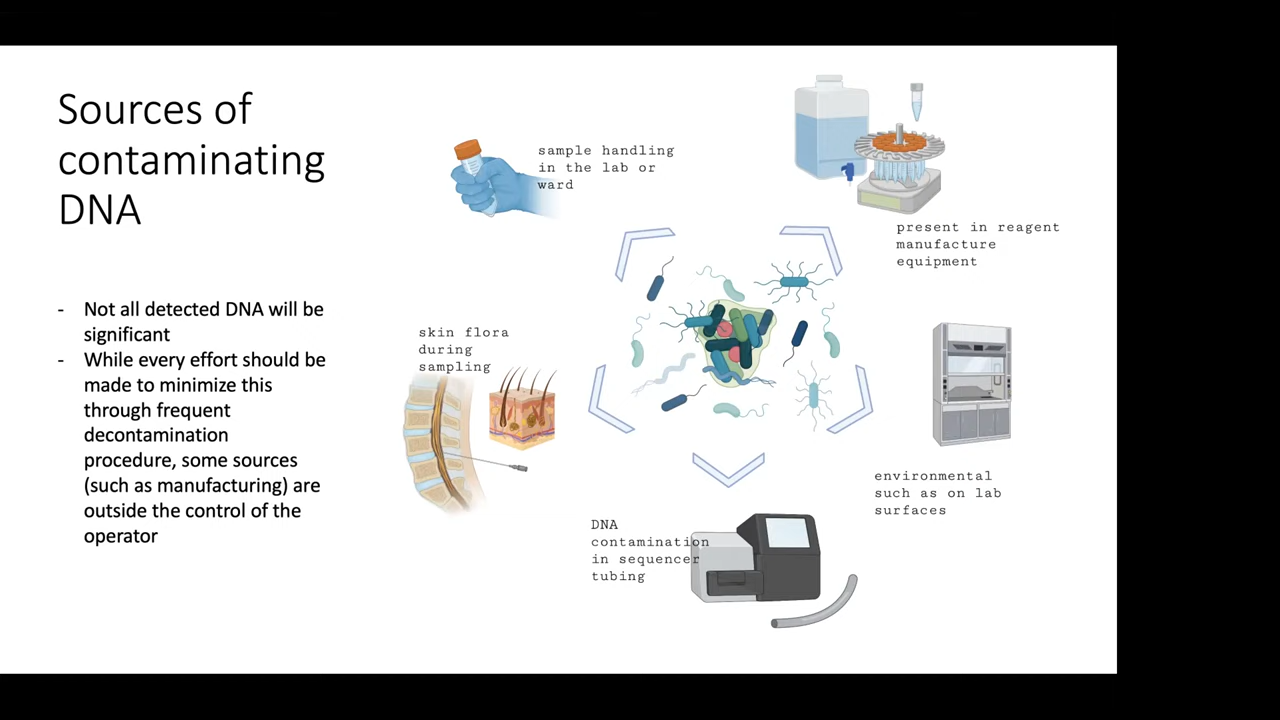 Sources of
contaminating
DNA
- Not all detected DNA will be
significant
- While every effort should be
made to minimize this
through frequent
decontamination
procedure, some sources
(such as manufacturing) are
outside the control of the
operator
sample handling
in the lab or
ward
present in reagent
manufacture
equipment
skin flora
during
sampling
environmental
such as on lab
surfaces
DNA
contamination
in sequencer
tubing